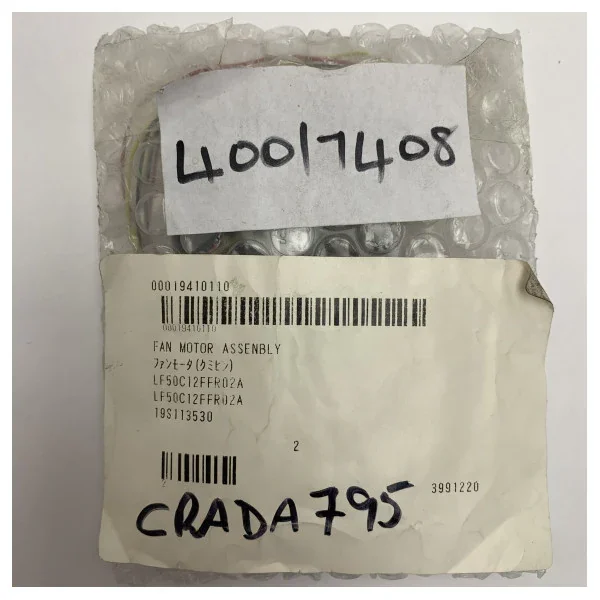 40017408
00019410110
00019410110
FAN MOTOR ASSENBLY
ファンモータ(クミヒン)
LF50C12FFR02A
LF50C12FFR02A
19S113530
2
3991220
CRADA795